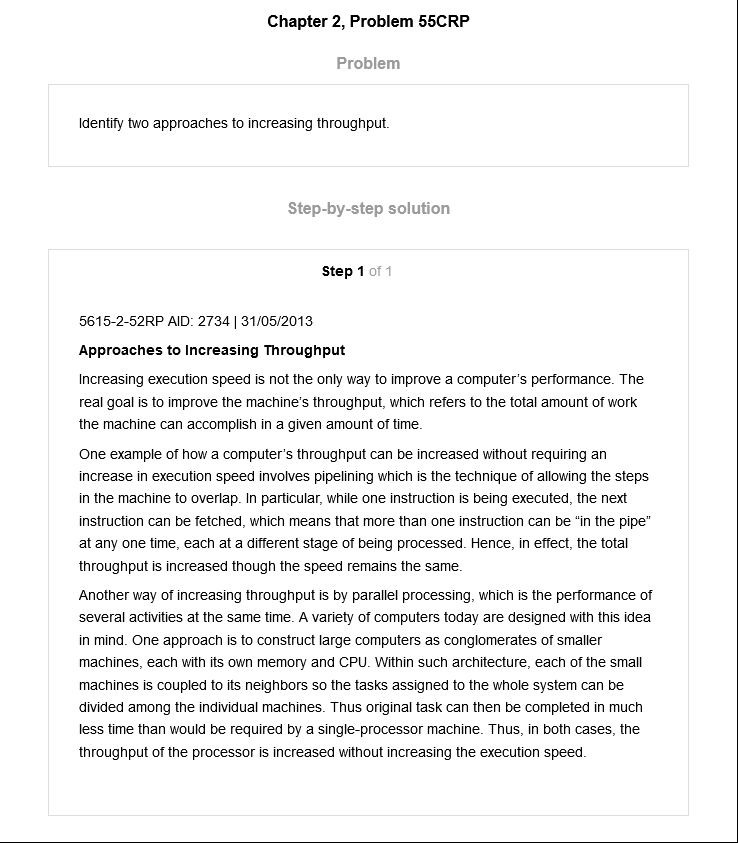 Chapter 2, Problem 55CRP
Problem
Identify two approaches to increasing throughput.
Step-by-step solution
Step 1 of 1
5615-2-52RP AID: 2734 | 31/05/2013
Approaches to Increasing Throughput
Increasing execution speed is not the only way to improve a computer’s performance. The
real goal is to improve the machine’s throughput, which refers to the total amount of work
the machine can accomplish in a given amount of time.
One example of how a computer’s throughput can be increased without requiring an
increase in execution speed involves pipelining which is the technique of allowing the steps
in the machine to overlap. In particular, while one instruction is being executed, the next
instruction can be fetched, which means that more than one instruction can be “in the pipe”
at any one time, each at a different stage of being processed. Hence, in effect, the total
throughput is increased though the speed remains the same.
Another way of increasing throughput is by parallel processing, which is the performance of
several activities at the same time. A variety of computers today are designed with this idea
in mind. One approach is to construct large computers as conglomerates of smaller
machines, each with its own memory and CPU. Within such architecture, each of the small
machines is coupled to its neighbors so the tasks assigned to the whole system can be
divided among the individual machines. Thus original task can then be completed in much
less time than would be required by a single-processor machine. Thus, in both cases, the
throughput of the processor is increased without increasing the execution speed.